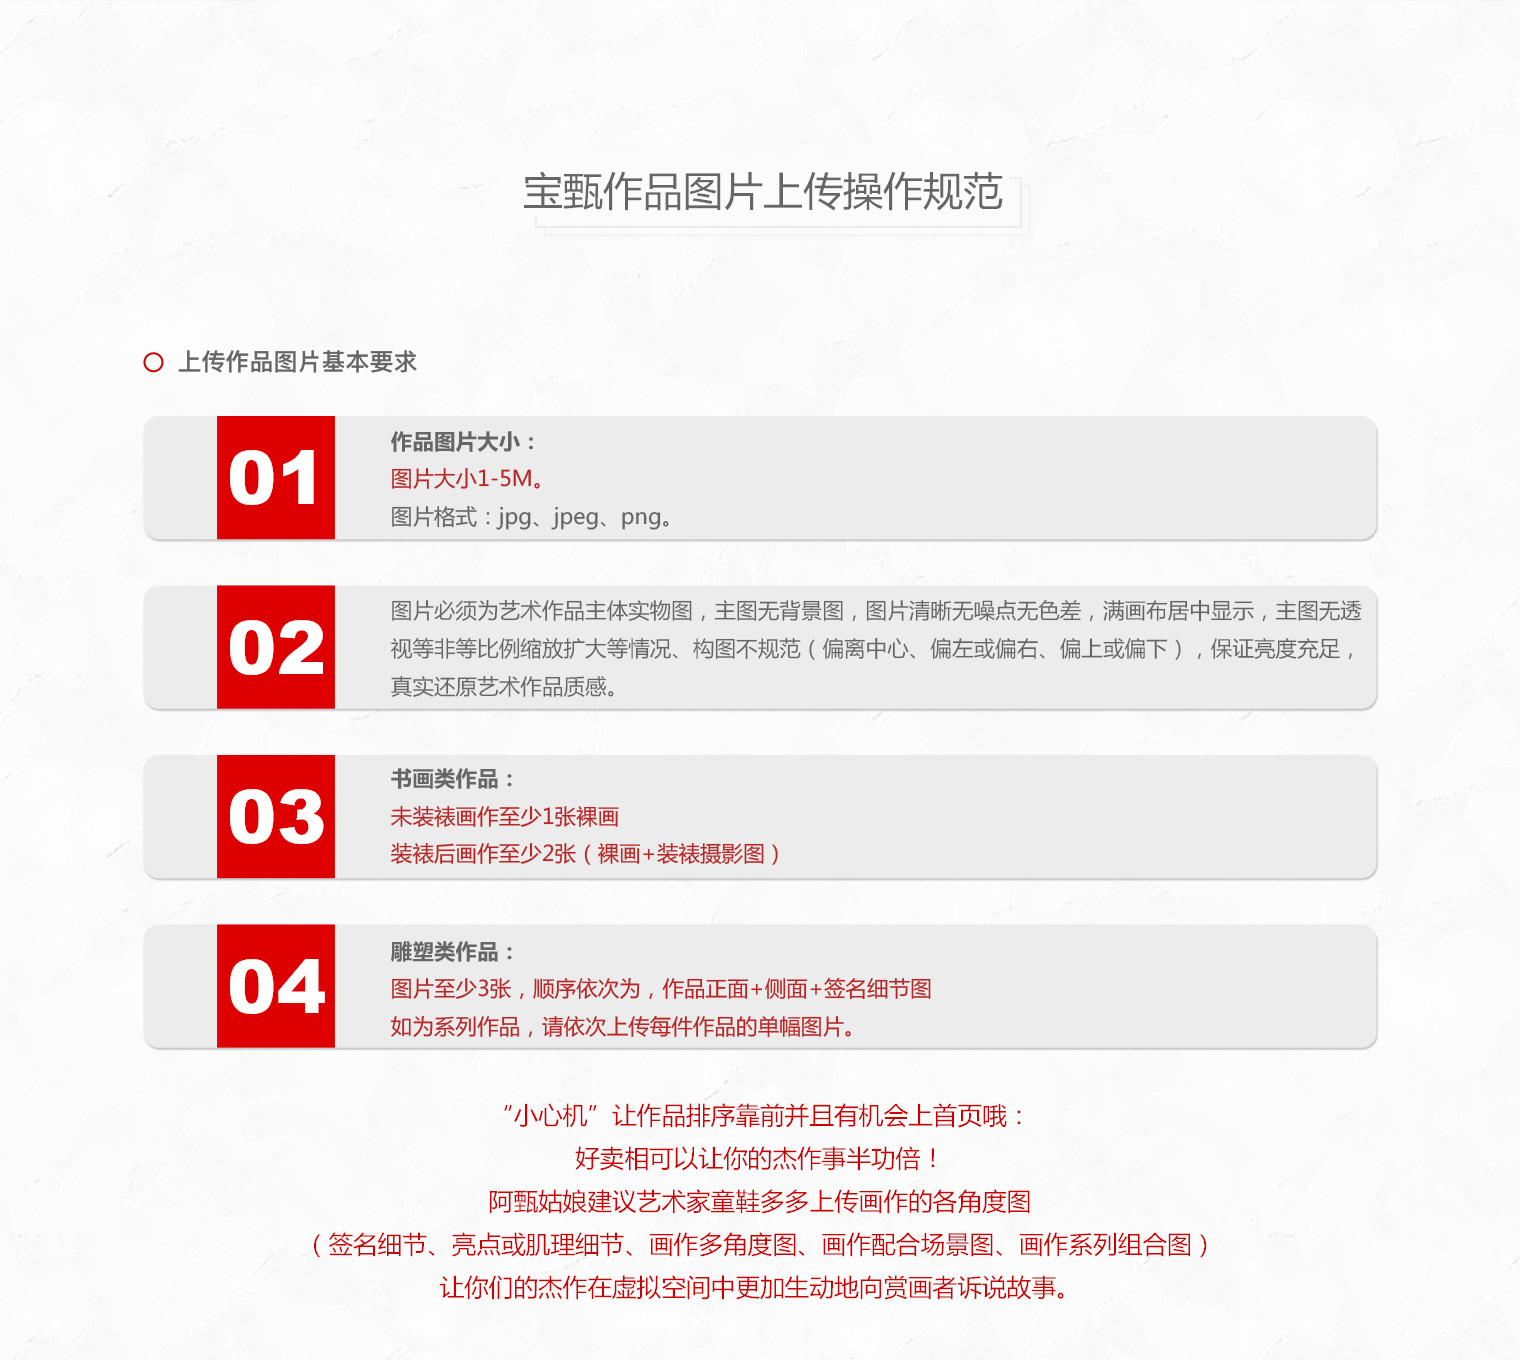 宝甄作品图片上传操作规范
上传作品图片基本要求
01
作品图片大小：
图片大小1-5M。
图片格式：jpg、jpeg、png。
02
图片必须为艺术作品主体实物图，主图无背景图，图片清晰无噪点无色差，满画布居中显示，主图无透
视等非等比例缩放扩大等情况、构图不规范（偏离中心、偏左或偏右、偏上或偏下），保证亮度充足，
真实还原艺术作品质感。
03
书画类作品：
未装裱画作至少1张裸画
装裱后画作至少2张（裸画+装裱摄影图）
04
雕塑类作品：
图片至少3张，顺序依次为，作品正面+侧面+签名细节图
如为系列作品，请依次上传每件作品的单幅图片。
“小心机”让作品排序靠前并且有机会上首页哦：
好卖相可以让你的杰作事半功倍！
阿甄姑娘建议艺术家童鞋多多上传画作的各角度图
（签名细节、亮点或肌理细节、画作多角度图、画作配合场景图、画作系列组合图）
让你们的杰作在虚拟空间中更加生动地向赏画者诉说故事。